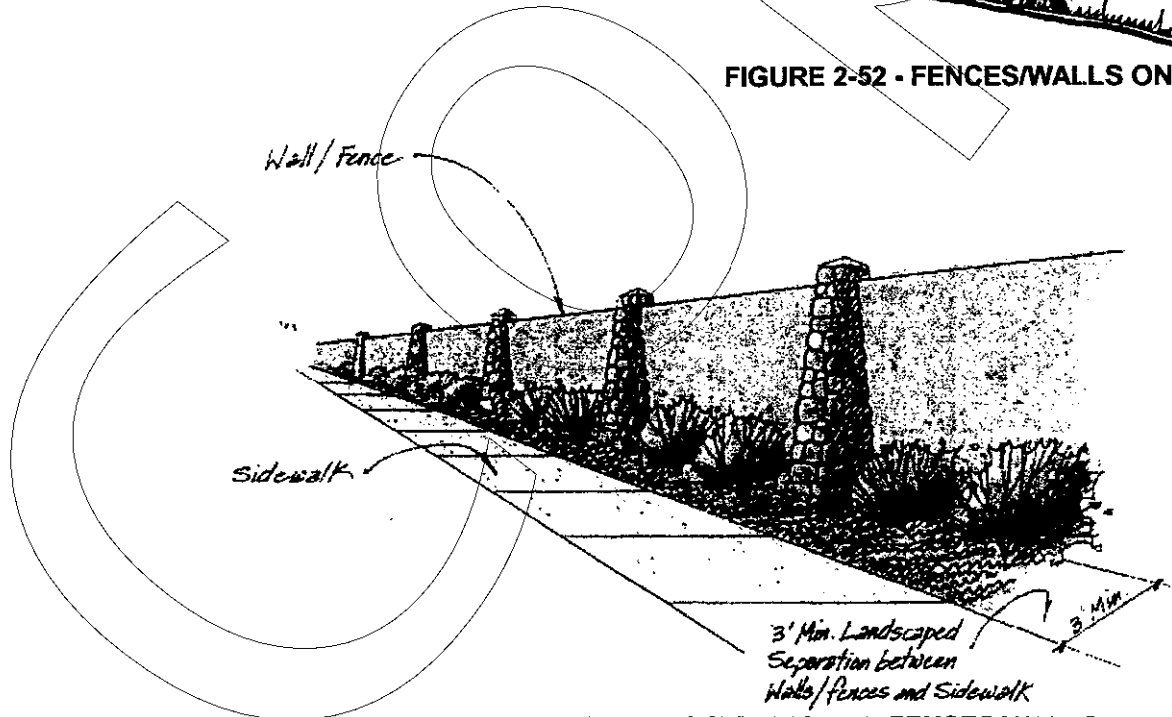 FIGURE 2-52 - FENCES/WALLS ON
Wall/Fence
Sidewalk
3' Min
3' Min. Landscaped
Separation between
Walls/fences and Sidewalk